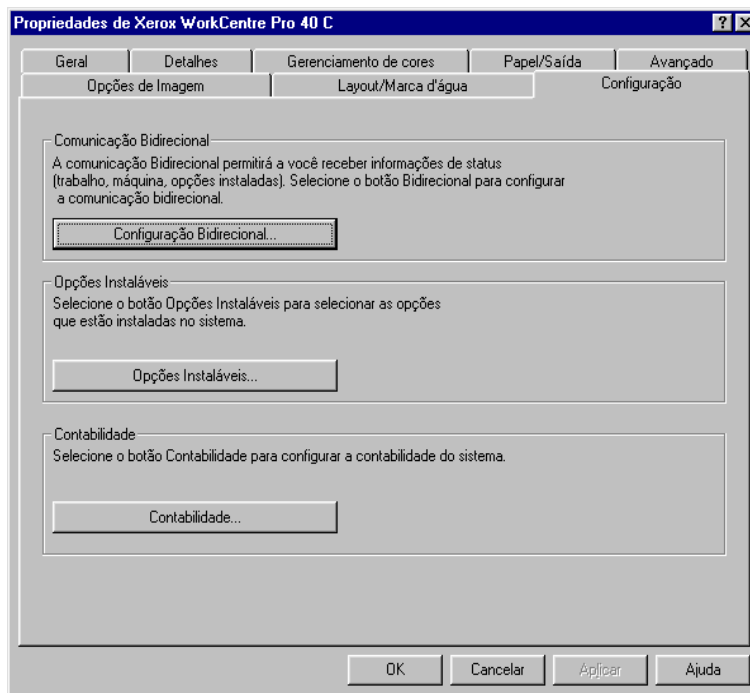 Propriedades de Xerox WorkCentre Pro 40 C
Geral Detalhes Gerenciamento de cores Papel/Saída Avançado
Opções de Imagem Layout/Marca d'água Configuração
Comunicação Bidirecional
A comunicação Bidirecional permitirá a você receber informações de status
(trabalho, máquina, opções instaladas). Selecione o botão Bidirecional para configurar
a comunicação bidirecional.
Configuração Bidirecional...
Opções Instaláveis
Selecione o botão Opções Instaláveis para selecionar as opções
que estão instaladas no sistema.
Opções Instaláveis...
Contabilidade
Selecione o botão Contabilidade para configurar a contabilidade do sistema.
Contabilidade...
OK Cancelar Aplicar Ajuda